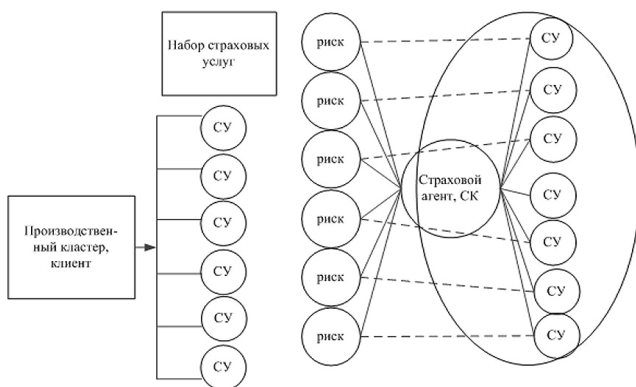 Набор страховых
услуг
СУ
СУ
СУ
СУ
СУ
СУ
Производствен-
ный кластер,
клиент
риск
риск
риск
риск
риск
риск
Страховой
агент, СК
СУ
СУ
СУ
СУ
СУ
СУ
СУ